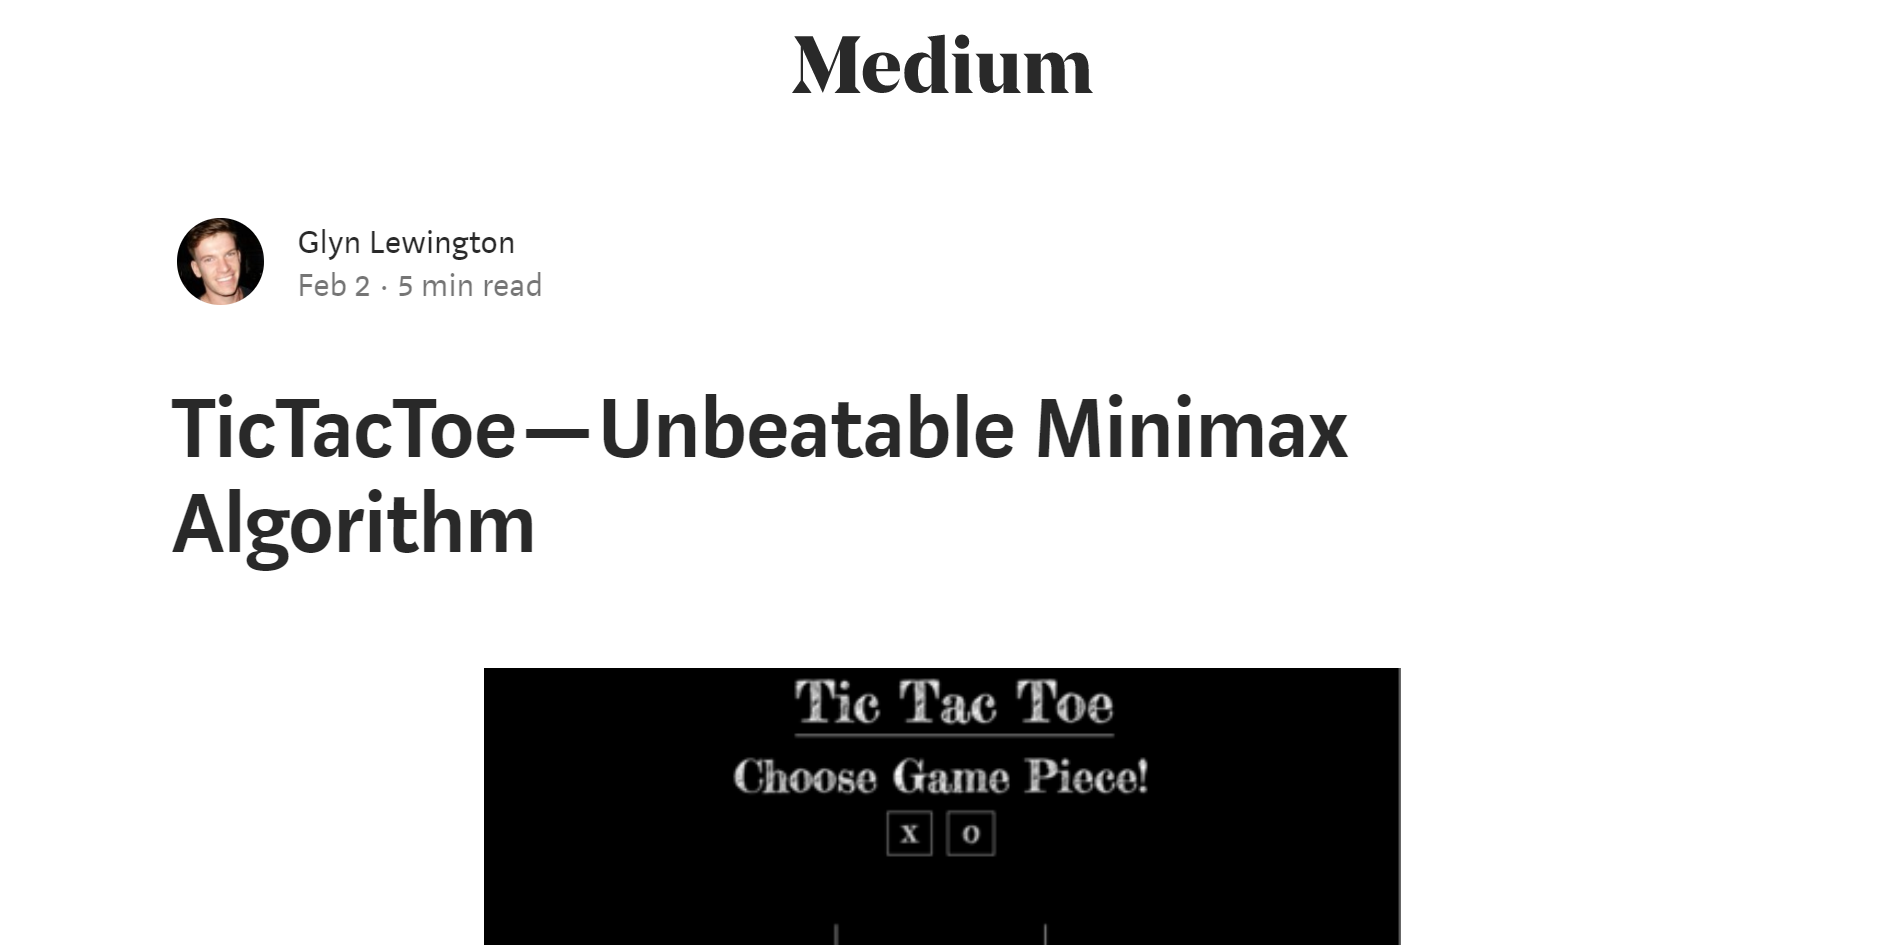 Medium
Glyn Lewington
Feb 2 · 5 min read
TicTacToe — Unbeatable Minimax
Algorithm
Tic Tac Toe
Choose Game Piece!
X O